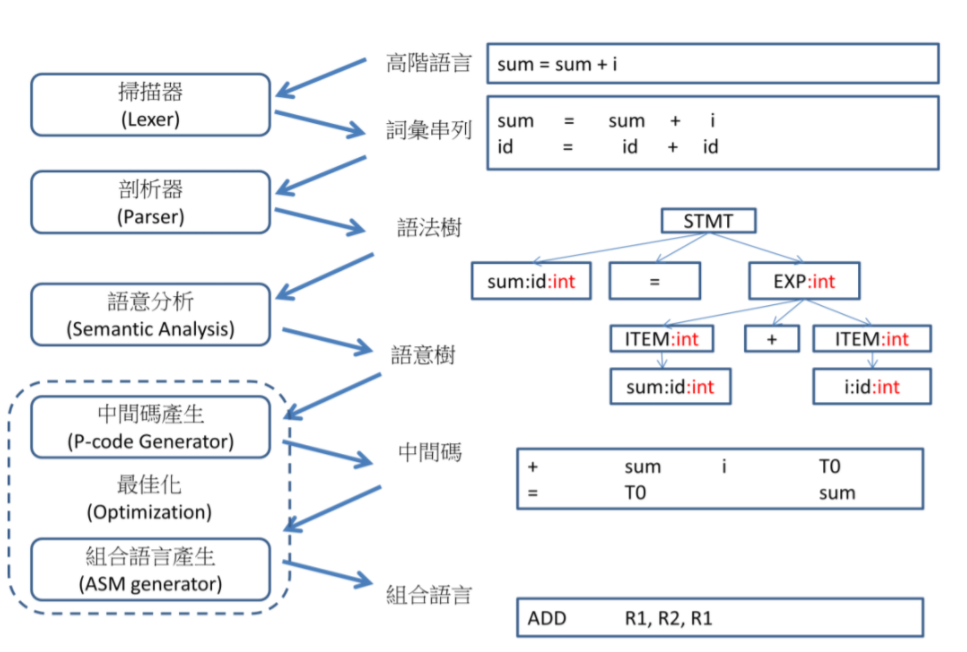 高階語言
sum = sum + i
掃描器
(Lexer)
詞彙串列
sum = sum + i
id = id + id
剖析器
(Parser)
語法樹
STMT
sum:id:int
=
EXP:int
語意分析
(Semantic Analysis)
語意樹
ITEM:int
+
ITEM:int
sum:id:int
i:id:int
中間碼產生
(P-code Generator)
中間碼
+ sum i T0
= T0 sum
最佳化
(Optimization)
組合語言產生
(ASM generator)
組合語言
ADD R1, R2, R1